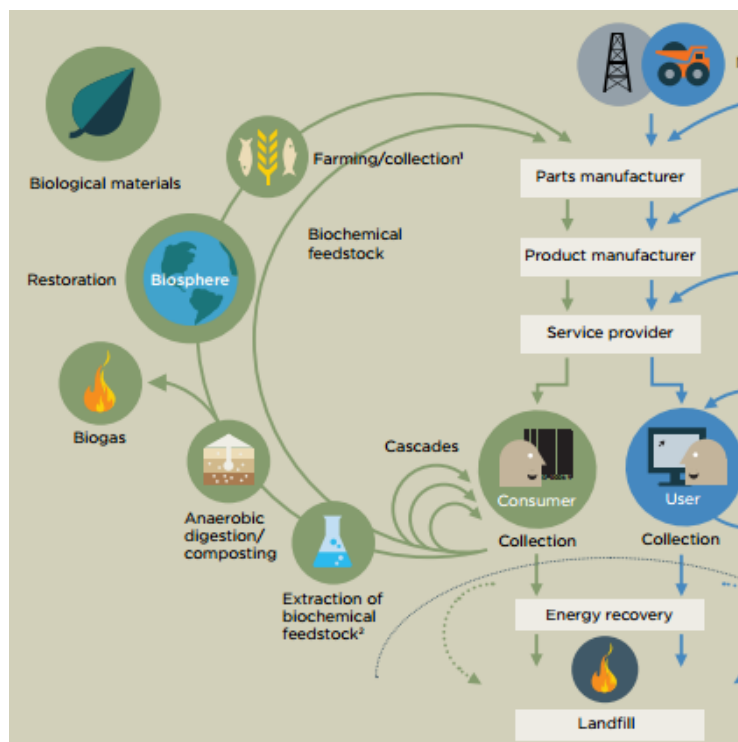 Biological materials
Farming/collection¹
Biochemical
feedstock
Restoration
Biosphere
Biogas
Anaerobic
digestion/
composting
Extraction of
biochemical
feedstock²
Cascades
Parts manufacturer
Product manufacturer
Service provider
Consumer
User
Collection
Collection
Energy recovery
Landfill